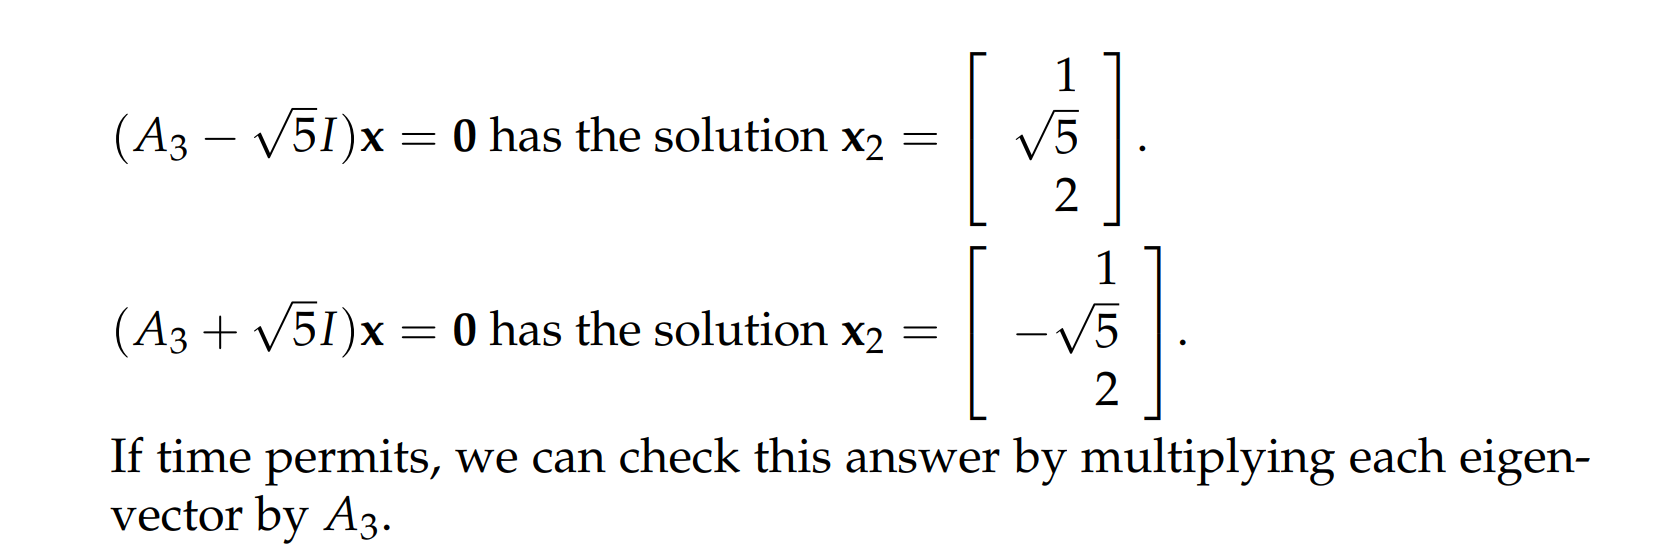 (A₃ − √5I)x = 0 has the solution x₂ = [ 1 √5 2 ].
(A₃ + √5I)x = 0 has the solution x₂ = [ 1 −√5 2 ].
If time permits, we can check this answer by multiplying each eigen-
vector by A₃.